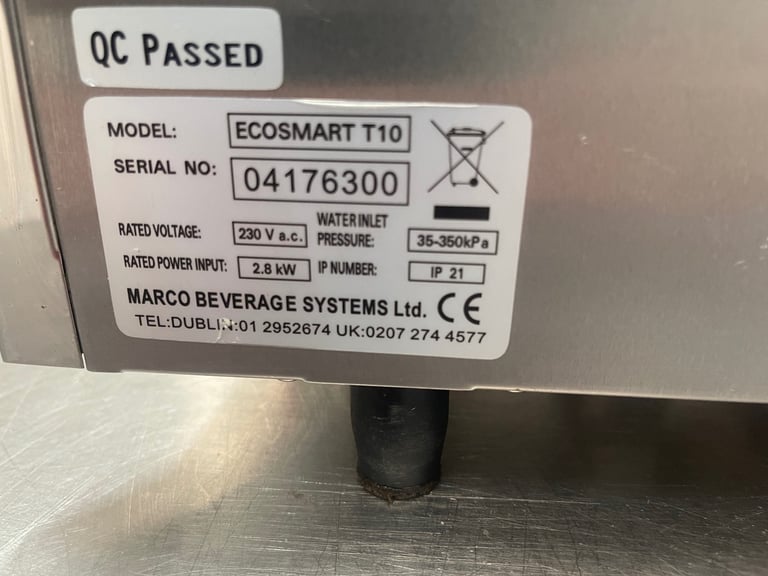 QC PASSED
MODEL: ECOSMART T10
SERIAL NO: 04176300
RATED VOLTAGE: 230 V a.c. WATER INLET PRESSURE: 35-350kPa
RATED POWER INPUT: 2.8 kW IP NUMBER: IP 21
MARCO BEVERAGE SYSTEMS Ltd. CE
TEL:DUBLIN:01 2952674 UK:0207 274 4577